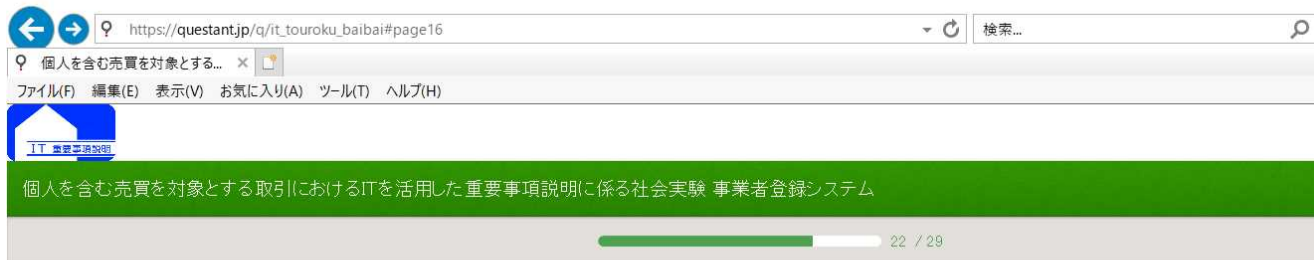 https://questant.jp/q/it_touroku_baibai#page16
検索...
個人を含む売買を対象とする...
ファイル(F) 編集(E) 表示(V) お気に入り(A) ツール(T) ヘルプ(H)
IT 重要事項説明
個人を含む売買を対象とする取引におけるITを活用した重要事項説明に係る社会実験 事業者登録システム
22 / 29